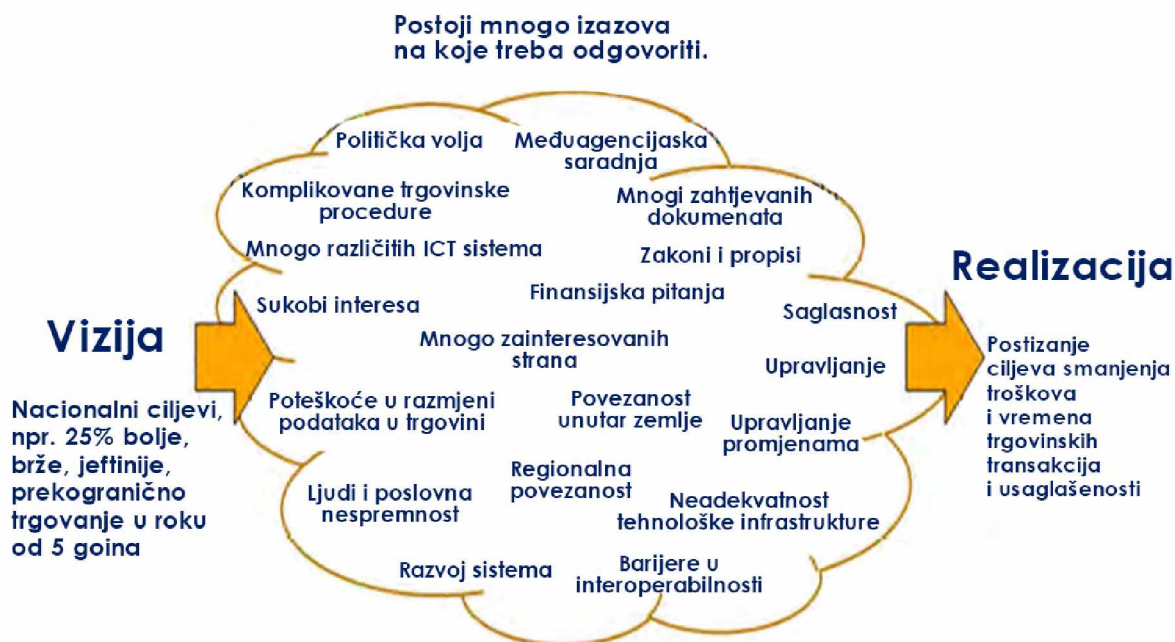 Postoji mnogo izazova
na koje treba odgovoriti.
Politička volja
Međuagencijaska
saradnja
Komplikovane trgovinske
procedure
Mnogi zahtjevanih
dokumenata
Mnogo različitih ICT sistema
Zakoni i propisi
Sukobi interesa
Finansijska pitanja
Saglasnost
Mnogo zainteresovanih
strana
Upravljanje
Poteškoće u razmjeni
podataka u trgovini
Povezanost
unutar zemlje
Upravljanje
promjenama
Regionalna
povezanost
Ljudi i poslovna
nespremnost
Neadekvatnost
tehnološke infrastrukture
Razvoj sistema
Barijere u
interoperabilnosti
Vizija
Nacionalni ciljevi,
npr. 25% bolje,
brže, jeftinije,
prekogranično
trgovanje u roku
od 5 goina
Realizacija
Postizanje
ciljeva smanjenja
troškova
i vremena
trgovinskih
transakcija
i usaglašenosti